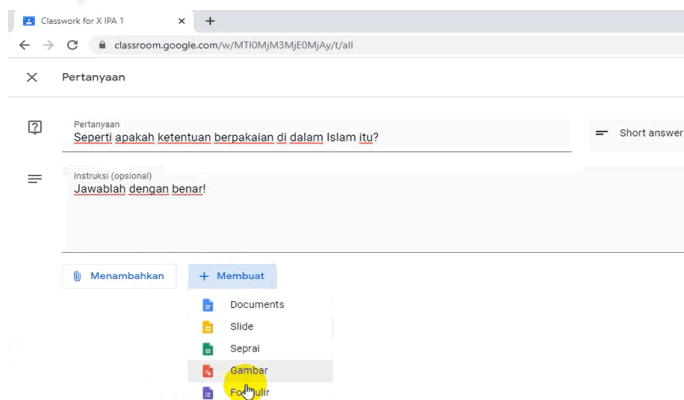 Classwork for X IPA 1
classroom.google.com/w/MTI0MjM3MjE0MjAy/t/all
Pertanyaan
Pertanyaan
Seperti apakah ketentuan berpakaian di dalam Islam itu?
Short answer
Instruksi (opsional)
Jawablah dengan benar!
Menambahkan
Membuat
Documents
Slide
Seprai
Gambar
Formulir